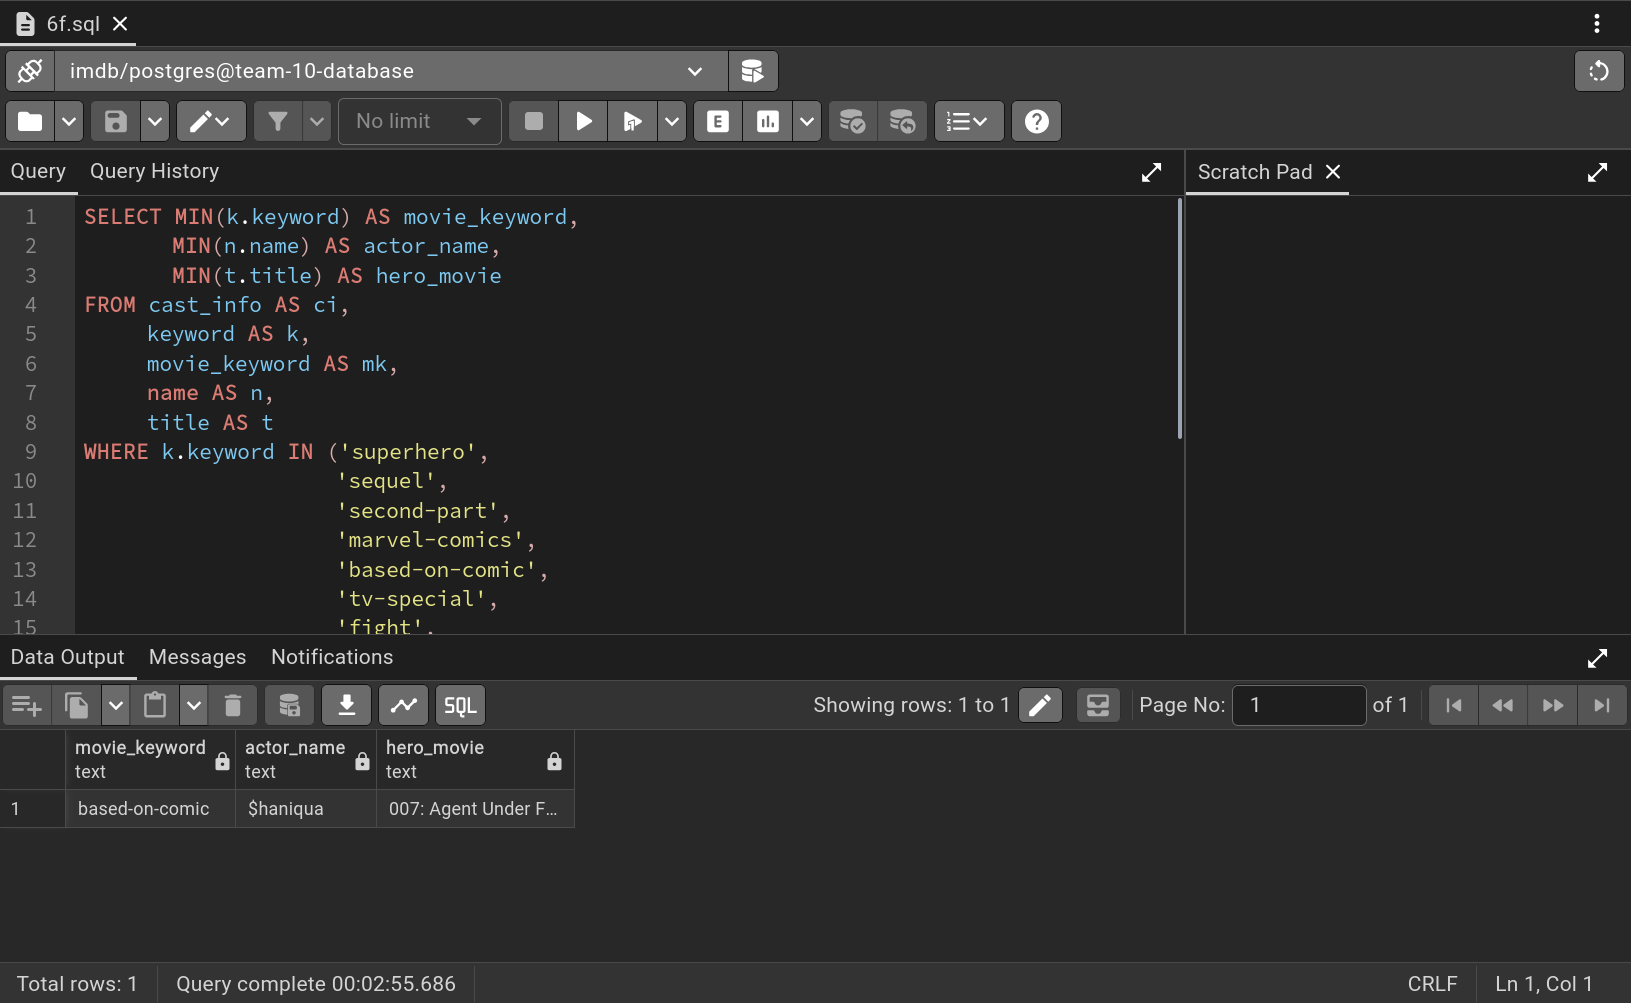 6f.sql
imdb/postgres@team-10-database
No limit
Query Query History
Scratch Pad
1 SELECT MIN(k.keyword) AS movie_keyword,
2 MIN(n.name) AS actor_name,
3 MIN(t.title) AS hero_movie
4 FROM cast_info AS ci,
5 keyword AS k,
6 movie_keyword AS mk,
7 name AS n,
8 title AS t
9 WHERE k.keyword IN ('superhero',
10 'sequel',
11 'second-part',
12 'marvel-comics',
13 'based-on-comic',
14 'tv-special',
15 'fight',
Data Output Messages Notifications
SQL Showing rows: 1 to 1 Page No: 1 of 1
movie_keyword actor_name hero_movie
text text text
1 based-on-comic $haniqua 007: Agent Under F...
Total rows: 1 Query complete 00:02:55.686 CRLF Ln 1, Col 1